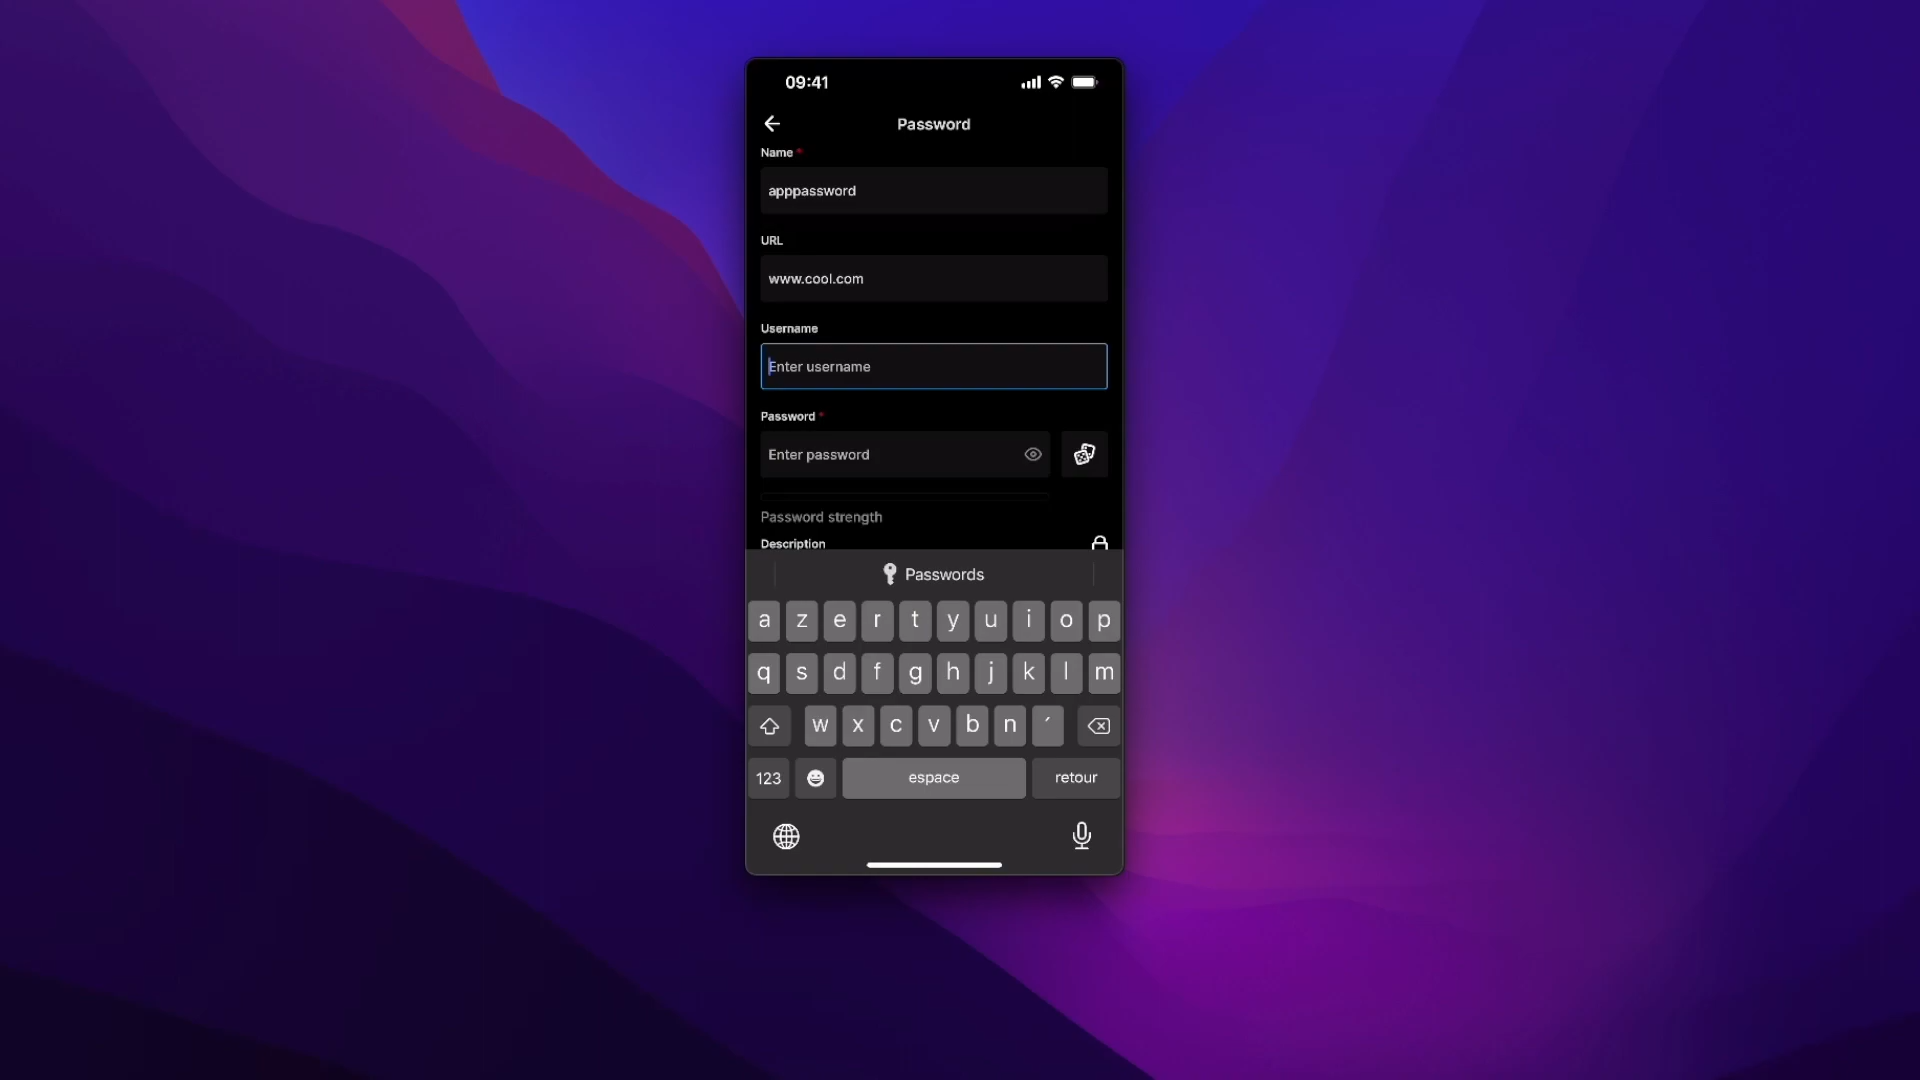 09:41
Password
Name *
apppassword
URL
www.cool.com
Username
Enter username
Password *
Enter password
Password strength
Description
Passwords
a z e r t y u i o p
q s d f g h j k l m
w x c v b n ´
123 espace retour